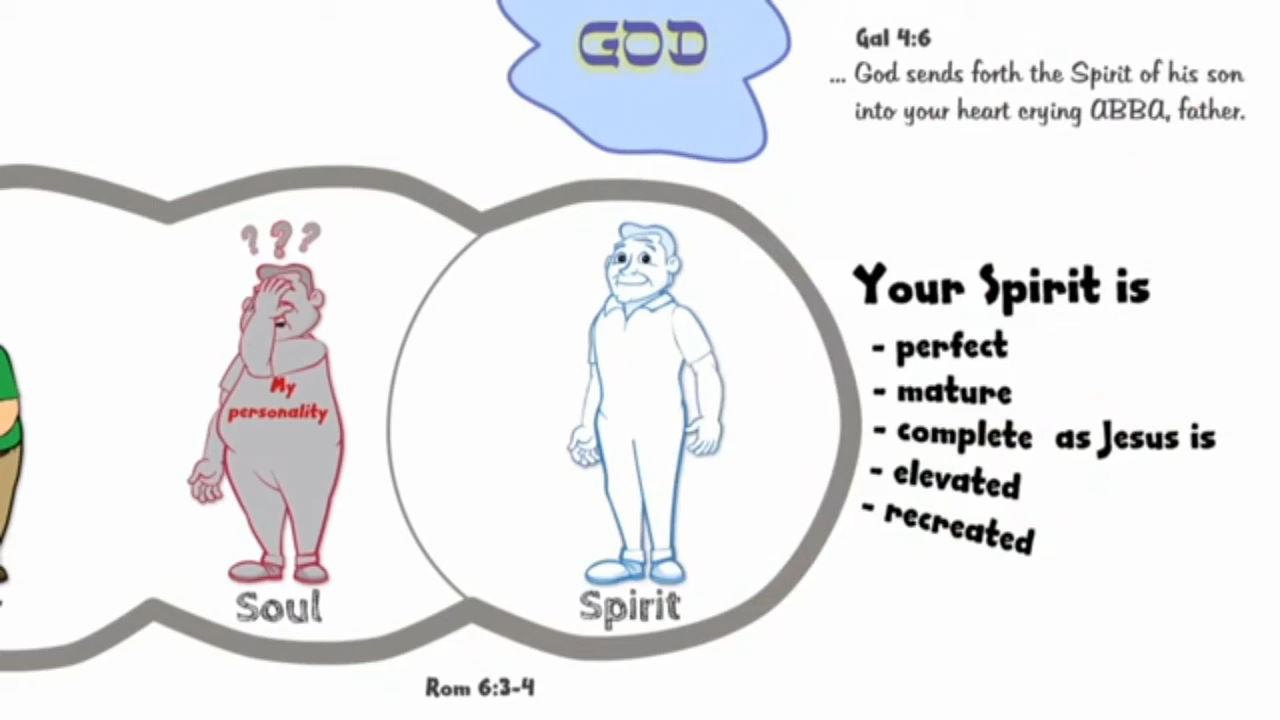 GOD
Gal 4:6
... God sends forth the Spirit of his son
into your heart crying ABBA, father.
? ? ?
My
personality
Soul
Spirit
Your Spirit is
- perfect
- mature
- complete as Jesus is
- elevated
- recreated
Rom 6:3-4